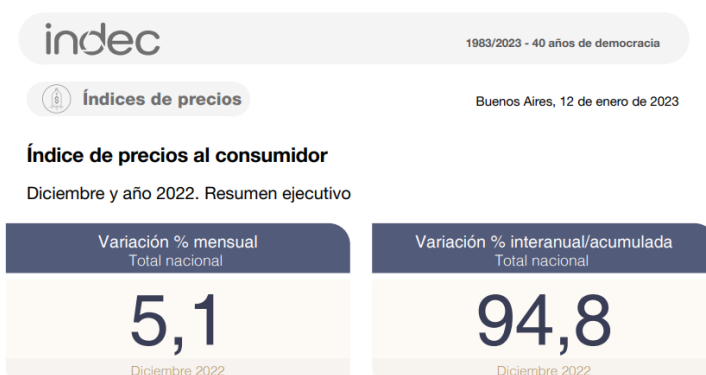 indec
1983/2023 - 40 años de democracia
Índices de precios
Buenos Aires, 12 de enero de 2023
Índice de precios al consumidor
Diciembre y año 2022. Resumen ejecutivo
Variación % mensual
Total nacional
5,1
Diciembre 2022
Variación % interanual/acumulada
Total nacional
94,8
Diciembre 2022